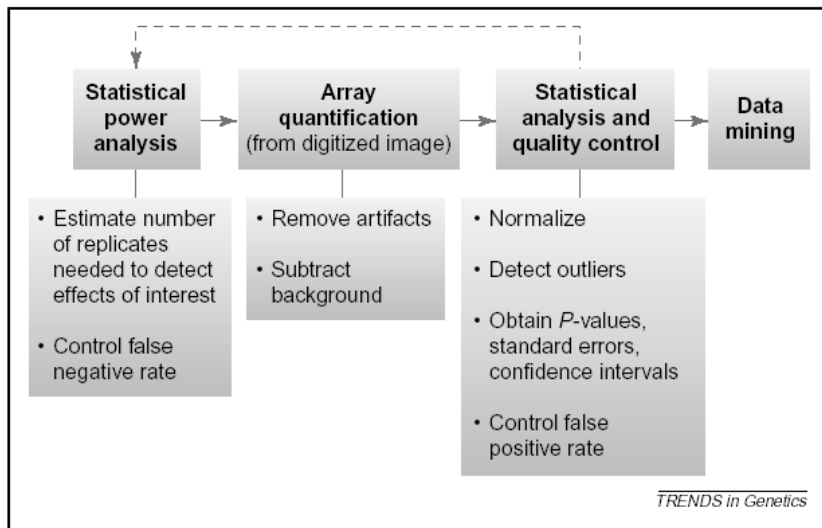 Statistical
power
analysis
Array
quantification
(from digitized image)
Statistical
analysis and
quality control
Data
mining
• Estimate number
of replicates
needed to detect
effects of interest
• Control false
negative rate
• Remove artifacts
• Subtract
background
• Normalize
• Detect outliers
• Obtain P-values,
standard errors,
confidence intervals
• Control false
positive rate
TRENDS in Genetics